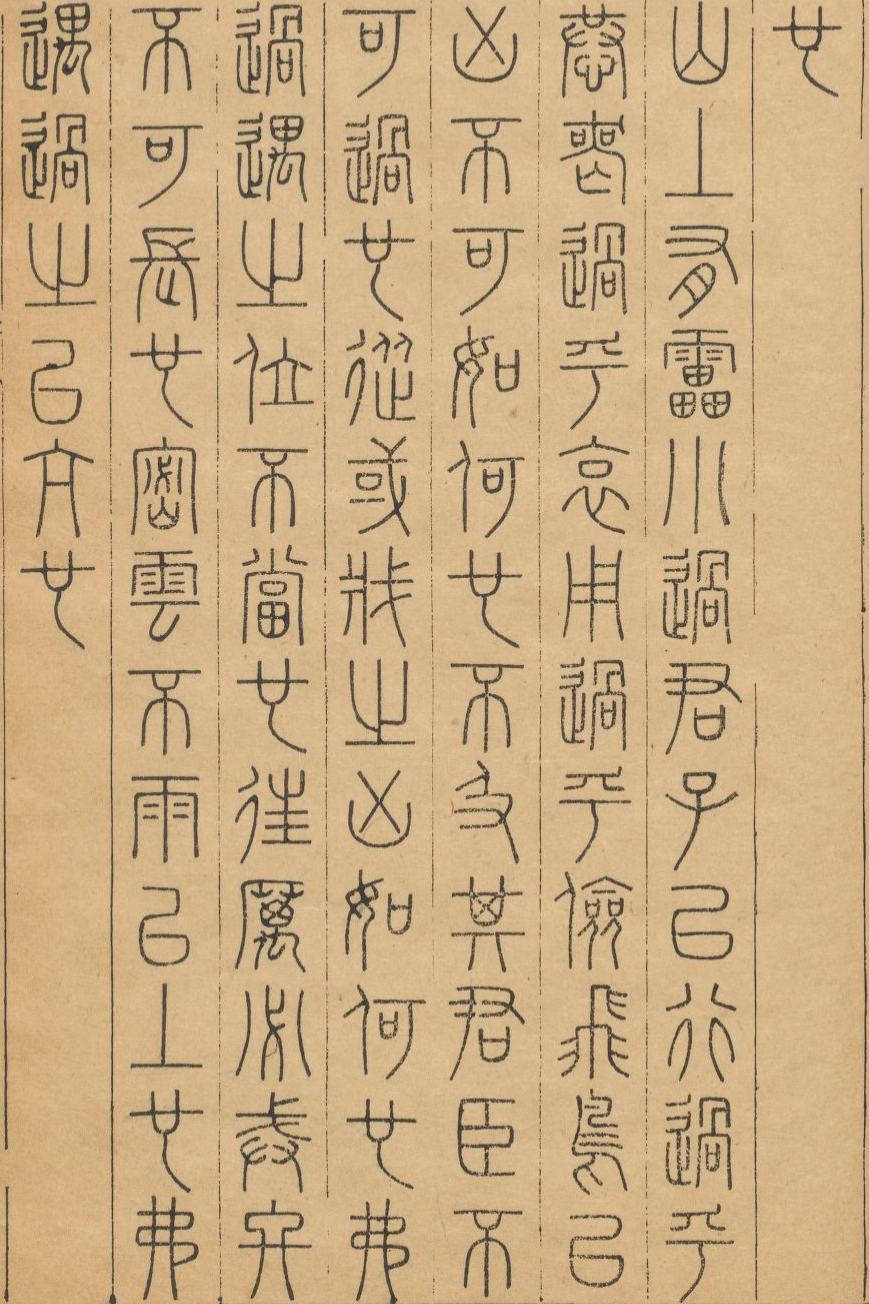 也
山上有雷小過君子以行過乎
恭喪過乎哀用過乎儉飛鳥以
凶不可如何也不及其君臣不
可過也從或戕之凶如何也弗
過遇之位不當也往厲必戒終
不可長也密雲不雨已上也弗
遇過之已亢也